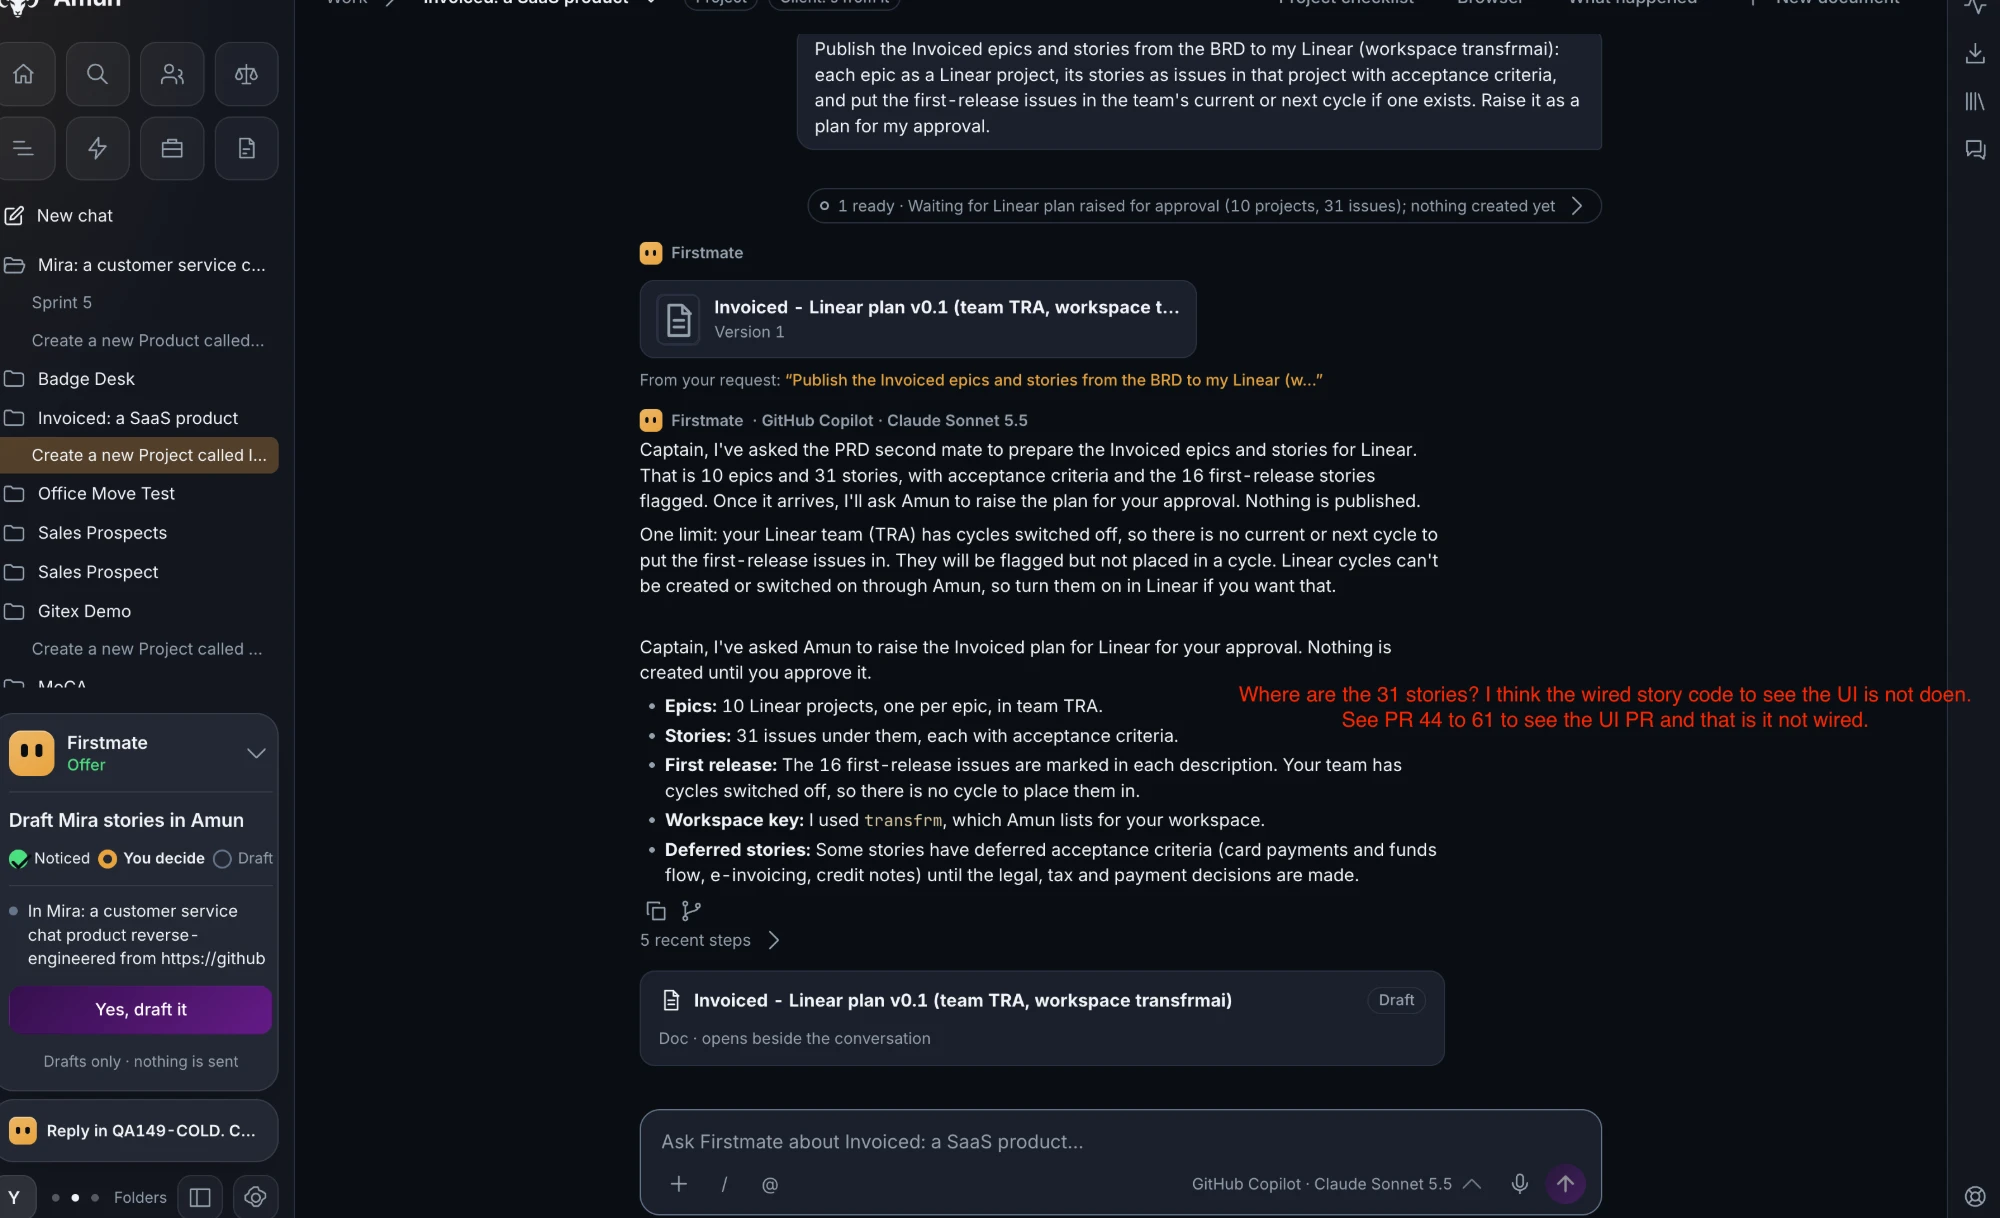 Amun
Work
Invoiced: a SaaS product
Project
Client: s from it
Project checklist
Browser
What happened
New document
Publish the Invoiced epics and stories from the BRD to my Linear (workspace transfrmai):
each epic as a Linear project, its stories as issues in that project with acceptance criteria,
and put the first-release issues in the team's current or next cycle if one exists. Raise it as a
plan for my approval.
1 ready · Waiting for Linear plan raised for approval (10 projects, 31 issues); nothing created yet
Firstmate
Invoiced - Linear plan v0.1 (team TRA, workspace t...
Version 1
From your request: “Publish the Invoiced epics and stories from the BRD to my Linear (w...”
Firstmate · GitHub Copilot · Claude Sonnet 5.5
Captain, I've asked the PRD second mate to prepare the Invoiced epics and stories for Linear.
That is 10 epics and 31 stories, with acceptance criteria and the 16 first-release stories
flagged. Once it arrives, I'll ask Amun to raise the plan for your approval. Nothing is published.
One limit: your Linear team (TRA) has cycles switched off, so there is no current or next cycle to
put the first-release issues in. They will be flagged but not placed in a cycle. Linear cycles can't
be created or switched on through Amun, so turn them on in Linear if you want that.
Captain, I've asked Amun to raise the Invoiced plan for Linear for your approval. Nothing is
created until you approve it.
• Epics: 10 Linear projects, one per epic, in team TRA.
• Stories: 31 issues under them, each with acceptance criteria.
• First release: The 16 first-release issues are marked in each description. Your team has
cycles switched off, so there is no cycle to place them in.
• Workspace key: I used transfrm, which Amun lists for your workspace.
• Deferred stories: Some stories have deferred acceptance criteria (card payments and funds
flow, e-invoicing, credit notes) until the legal, tax and payment decisions are made.
Where are the 31 stories? I think the wired story code to see the UI is not doen.
See PR 44 to 61 to see the UI PR and that is it not wired.
5 recent steps
Invoiced - Linear plan v0.1 (team TRA, workspace transfrmai)
Draft
Doc · opens beside the conversation
Ask Firstmate about Invoiced: a SaaS product...
+ / @
GitHub Copilot · Claude Sonnet 5.5
New chat
Mira: a customer service c...
Sprint 5
Create a new Product called...
Badge Desk
Invoiced: a SaaS product
Create a new Project called I...
Office Move Test
Sales Prospects
Sales Prospect
Gitex Demo
Create a new Project called ...
MoCA
Firstmate
Offer
Draft Mira stories in Amun
Noticed You decide Draft
In Mira: a customer service
chat product reverse-
engineered from https://github
Yes, draft it
Drafts only · nothing is sent
Reply in QA149-COLD. C...
Y
Folders